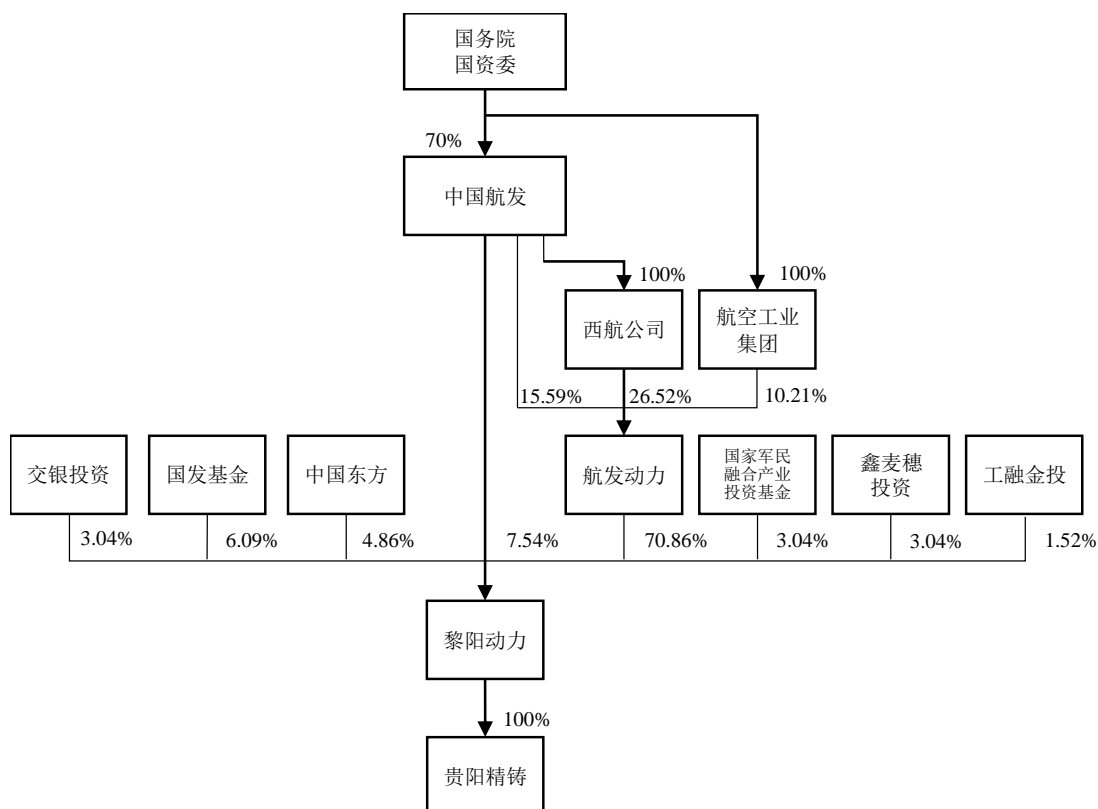 国务院
国资委
70%
中国航发
100%
100%
西航公司
航空工业
集团
15.59%
26.52%
10.21%
交银投资
国发基金
中国东方
航发动力
国家军民
融合产业
投资基金
鑫麦穗
投资
工融金投
3.04%
6.09%
4.86%
7.54%
70.86%
3.04%
3.04%
1.52%
黎阳动力
100%
贵阳精铸